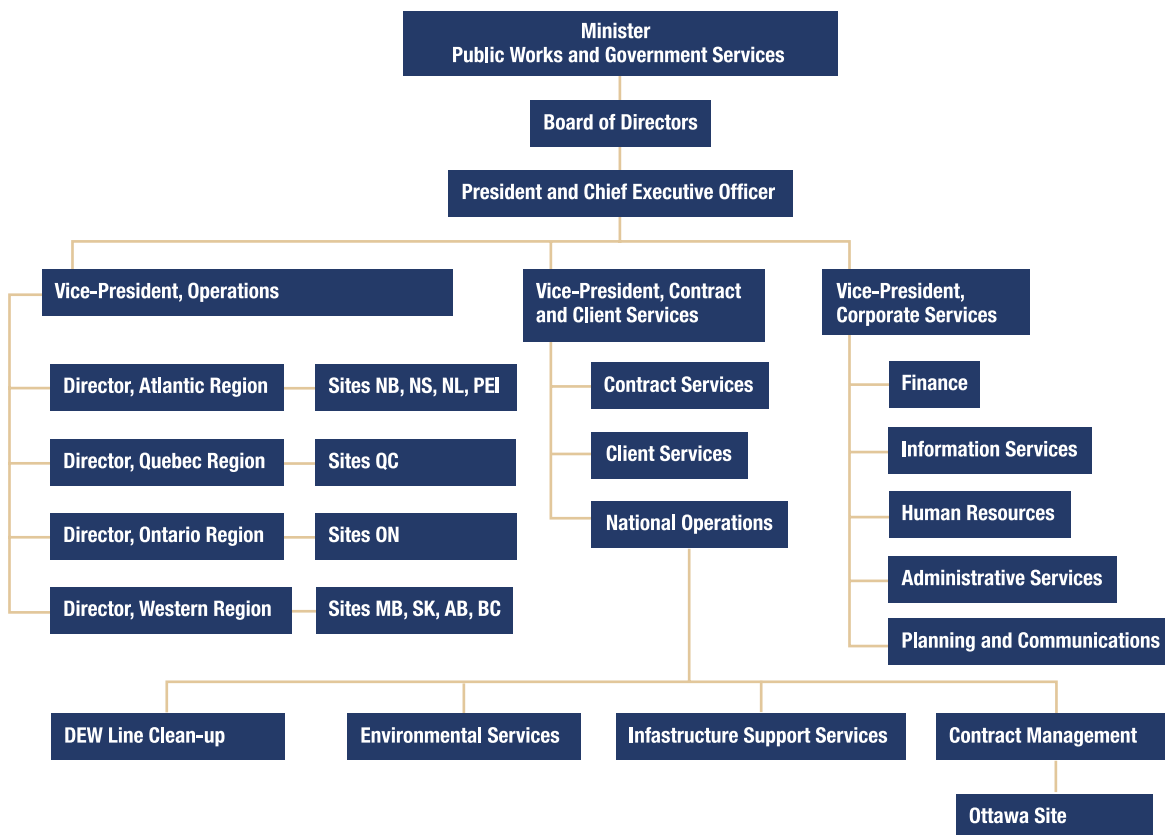 Minister
Public Works and Government Services
Board of Directors
President and Chief Executive Officer
Vice-President, Operations
Director, Atlantic Region
Sites NB, NS, NL, PEI
Director, Quebec Region
Sites QC
Director, Ontario Region
Sites ON
Director, Western Region
Sites MB, SK, AB, BC
Vice-President, Contract
and Client Services
Contract Services
Client Services
National Operations
Vice-President,
Corporate Services
Finance
Information Services
Human Resources
Administrative Services
Planning and Communications
DEW Line Clean-up
Environmental Services
Infastructure Support Services
Contract Management
Ottawa Site